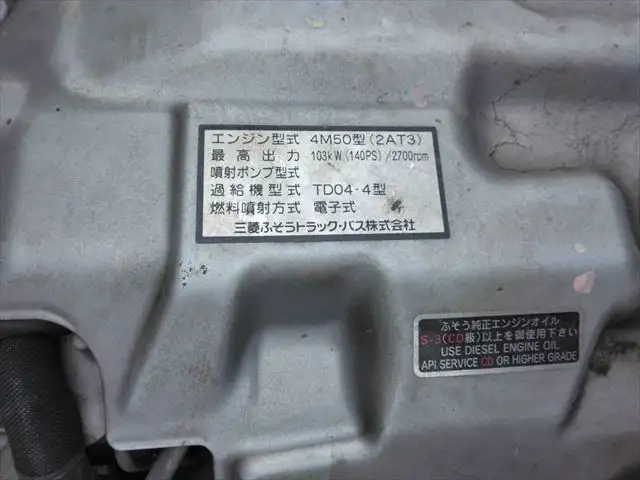 エンジン型式 4M50型(2AT3)
最高出力 103kW(140PS)/2700rpm
噴射ポンプ型式
過給機型式 TD04-4型
燃料噴射方式 電子式
三菱ふそうトラック・バス株式会社
ふそう純正エンジンオイル
S-3(CD級)以上を御使用下さい
USE DIESEL ENGINE OIL
API SERVICE CD OR HIGHER GRADE